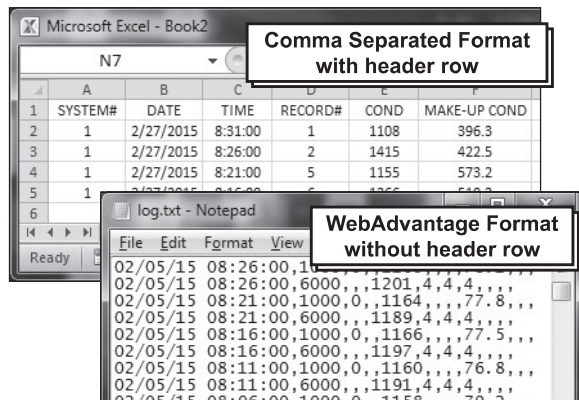 Microsoft Excel - Book2
Comma Separated Format
with header row
N7
A B C D E F
1 SYSTEM# DATE TIME RECORD# COND MAKE-UP COND
2 1 2/27/2015 8:31:00 1 1108 396.3
3 1 2/27/2015 8:26:00 2 1415 422.5
4 1 2/27/2015 8:21:00 5 1155 573.2
5 1
6
Ready
log.txt - Notepad
WebAdvantage Format
without header row
File Edit Format View
02/05/15 08:26:00,
02/05/15 08:26:00,6000,,,1201,4,4,4,,,,
02/05/15 08:21:00,1000,0,,1164,,,,77.8,,,
02/05/15 08:21:00,6000,,,1189,4,4,4,,,,
02/05/15 08:16:00,1000,0,,1166,,,,77.5,,,
02/05/15 08:16:00,6000,,,1197,4,4,4,,,,
02/05/15 08:11:00,1000,0,,1160,,,,76.8,,,
02/05/15 08:11:00,6000,,,1191,4,4,4,,,,